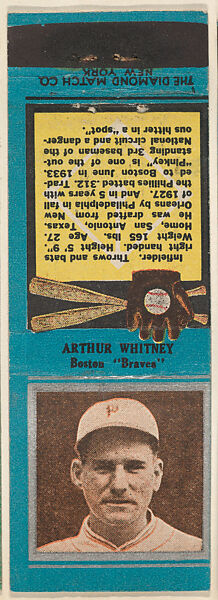 ARTHUR WHITNEY
Boston "Braves"
P
Infielder. Throws and bats
right handed. Height 5' 9".
Weight 165 lbs. Age 27.
Home, San Antonio, Texas.
He was drafted from New
Orleans by Philadelphia in fall
of 1927. And in 5 years with
the Phillies batted .312. Trad-
ed to Boston June in 1933.
"Pinkey" is one of the out-
standing 3rd basemen of the
National circuit and danger-
ous hitter in a "spot".
THE DIAMOND MATCH CO.
NEW YORK